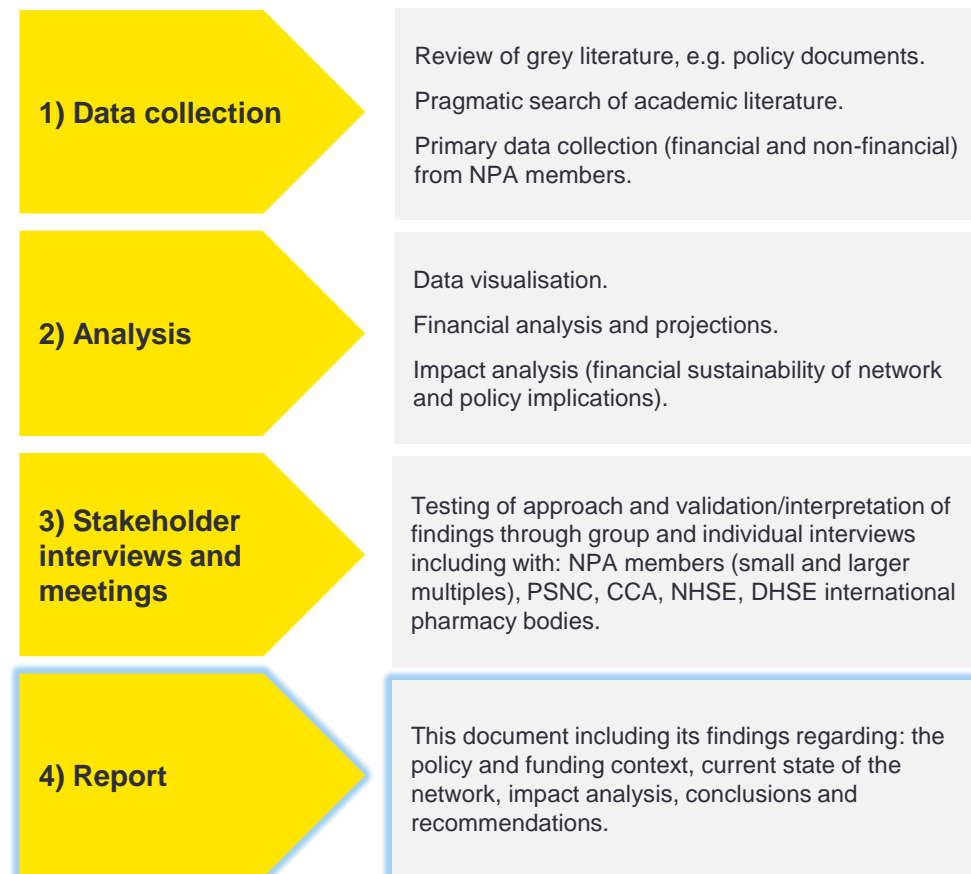 1) Data collection
Review of grey literature, e.g. policy documents.
Pragmatic search of academic literature.
Primary data collection (financial and non-financial)
from NPA members.
2) Analysis
Data visualisation.
Financial analysis and projections.
Impact analysis (financial sustainability of network
and policy implications).
3) Stakeholder
interviews and
meetings
Testing of approach and validation/interpretation of
findings through group and individual interviews
including with: NPA members (small and larger
multiples), PSNC, CCA, NHSE, DHSE international
pharmacy bodies.
4) Report
This document including its findings regarding: the
policy and funding context, current state of the
network, impact analysis, conclusions and
recommendations.